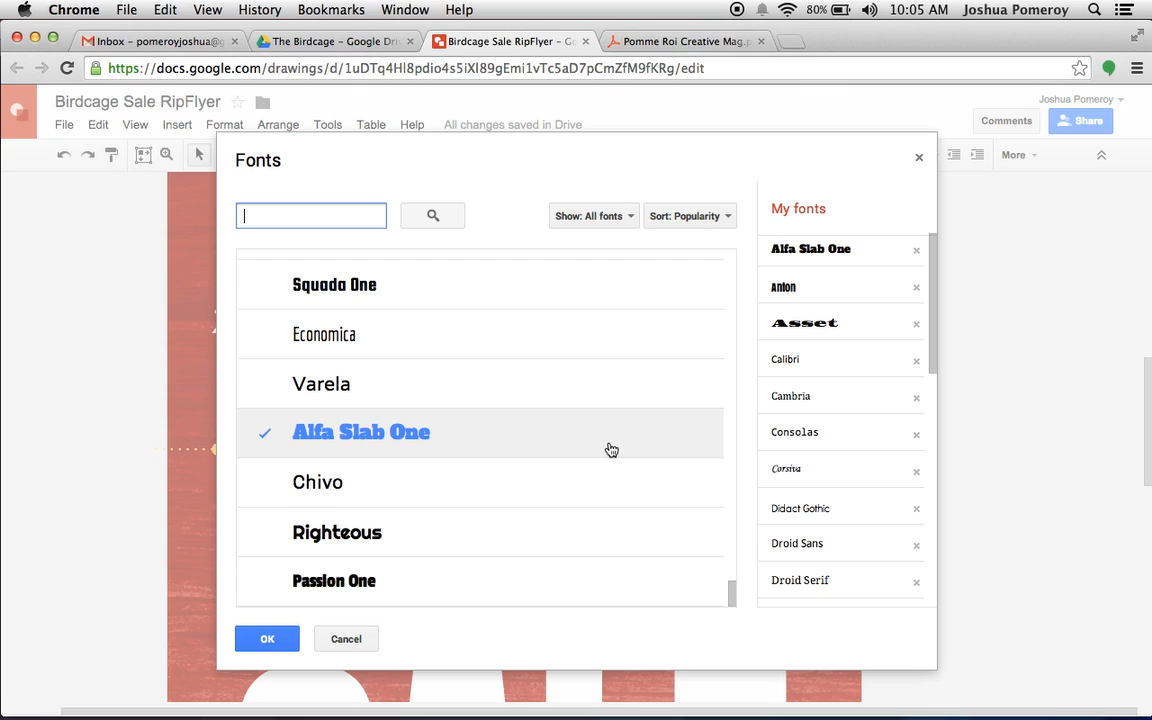 Chrome File Edit View History Bookmarks Window Help 80% 10:05 AM Joshua Pomeroy
Inbox – pomeroyjoshua@g × The Birdcage – Google Driv × Birdcage Sale RipFlyer – Go × Pomme Roi Creative Mag.p ×
https://docs.google.com/drawings/d/1uDTq4Hl8pdio4s5iXl89gEmi1vTc5aD7pCmZfM9fKRg/edit
Birdcage Sale RipFlyer
Joshua Pomeroy
File Edit View Insert Format Arrange Tools Table Help All changes saved in Drive
Comments Share
More
Fonts
Show: All fonts Sort: Popularity
Squada One
Economica
Varela
Alfa Slab One
Chivo
Righteous
Passion One
OK Cancel
My fonts
Alfa Slab One
Anton
Asset
Calibri
Cambria
Consolas
Corsiva
Didact Gothic
Droid Sans
Droid Serif